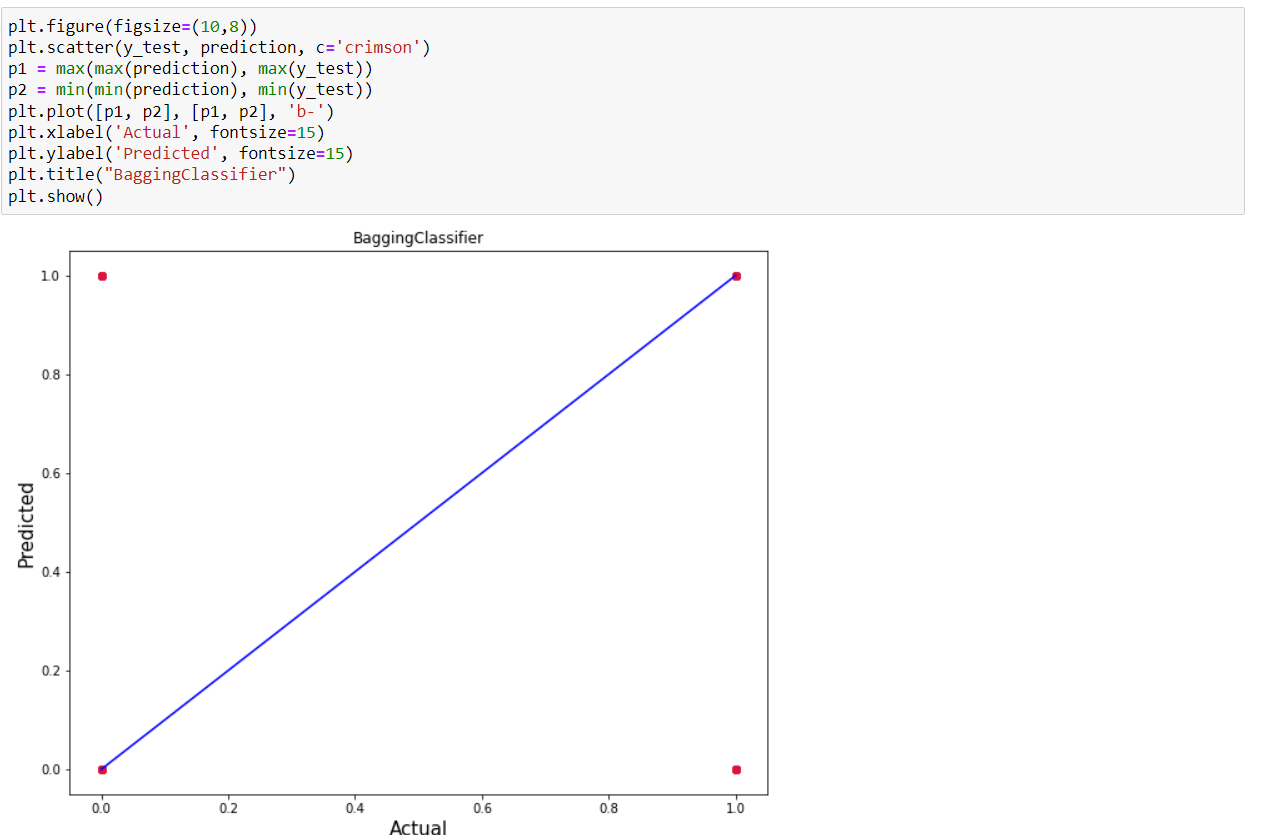 plt.figure(figsize=(10,8))
plt.scatter(y_test, prediction, c='crimson')
p1 = max(max(prediction), max(y_test))
p2 = min(min(prediction), min(y_test))
plt.plot([p1, p2], [p1, p2], 'b-')
plt.xlabel('Actual', fontsize=15)
plt.ylabel('Predicted', fontsize=15)
plt.title("BaggingClassifier")
plt.show()
BaggingClassifier
1.0
0.8
0.6
0.4
0.2
0.0
Predicted
0.0 0.2 0.4 0.6 0.8 1.0
Actual